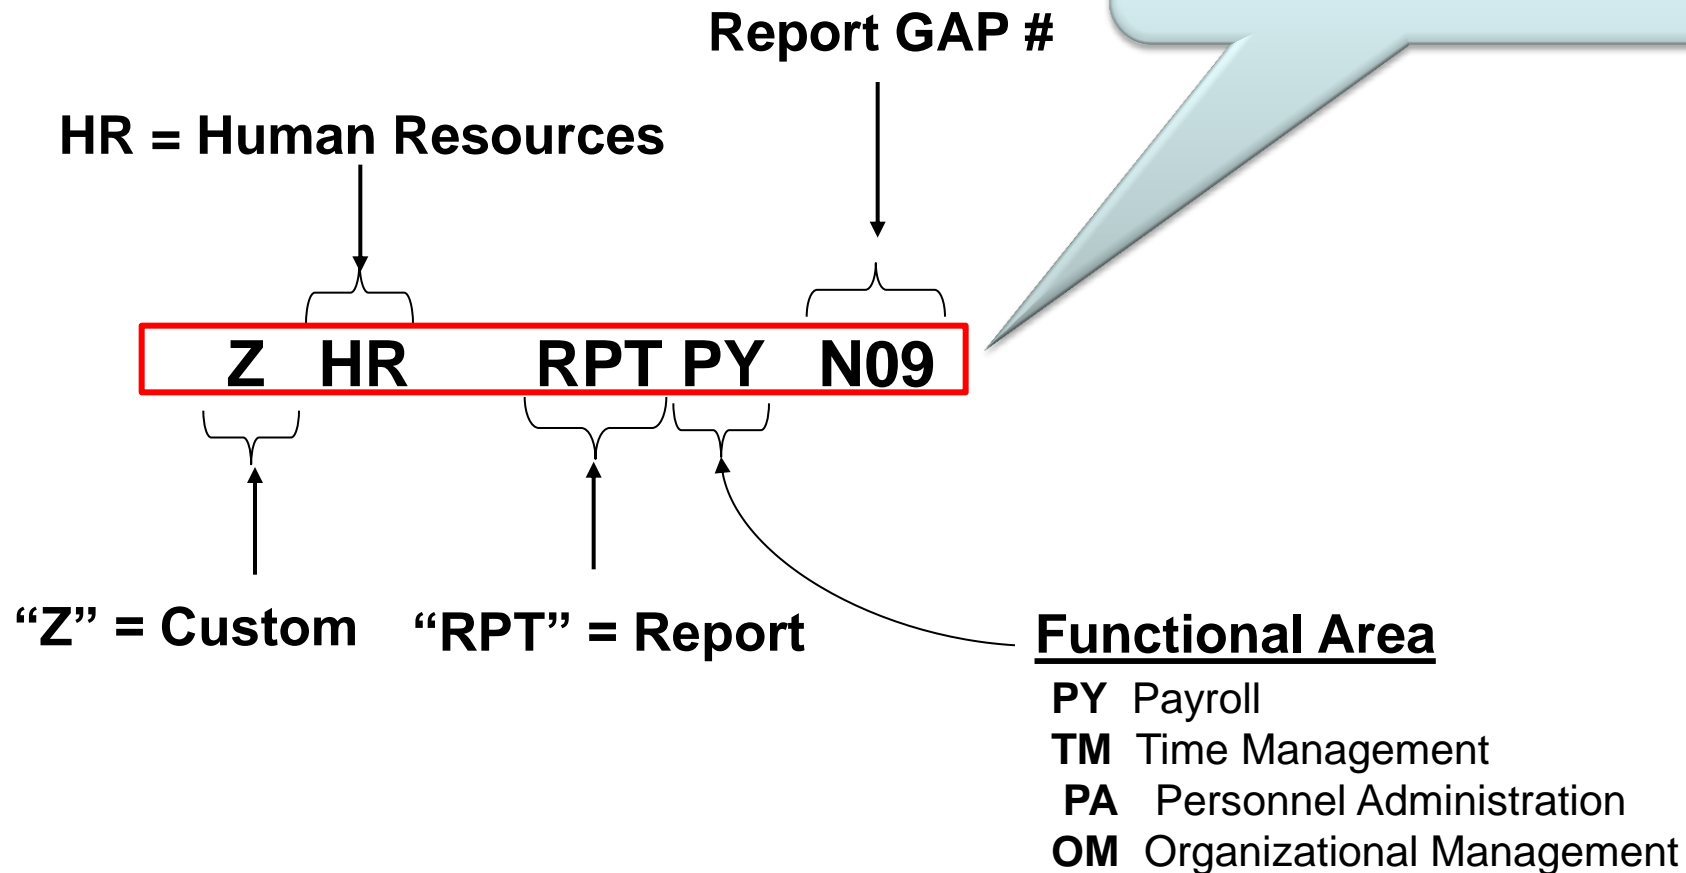 Report GAP #
HR = Human Resources
Z HR RPT PY N09
“Z” = Custom “RPT” = Report
Functional Area
PY Payroll
TM Time Management
PA Personnel Administration
OM Organizational Management